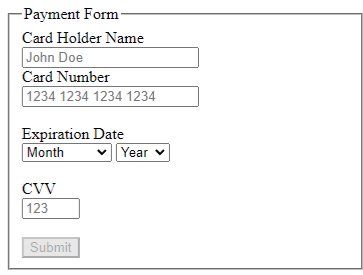 Payment Form
Card Holder Name
John Doe
Card Number
1234 1234 1234 1234
Expiration Date
Month Year
CVV
123
Submit